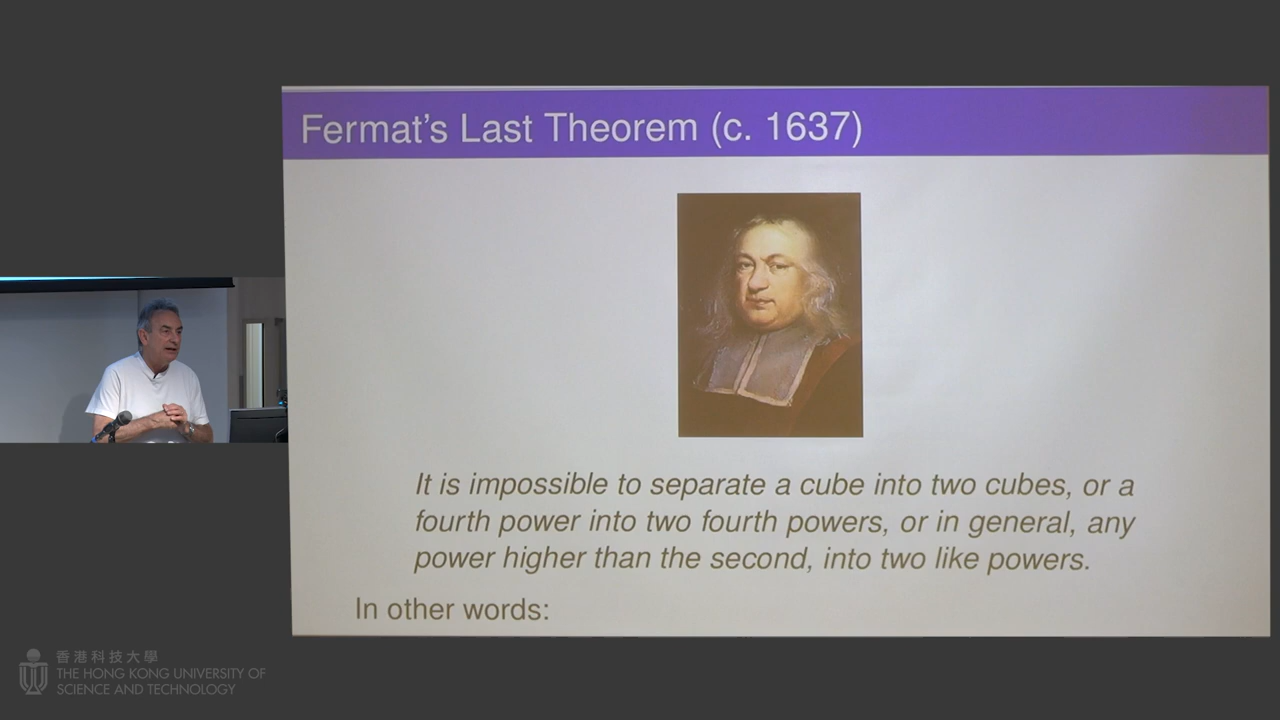 Fermat's Last Theorem (c. 1637)
It is impossible to separate a cube into two cubes, or a
fourth power into two fourth powers, or in general, any
power higher than the second, into two like powers.
In other words:
香港科技大學
THE HONG KONG UNIVERSITY OF
SCIENCE AND TECHNOLOGY